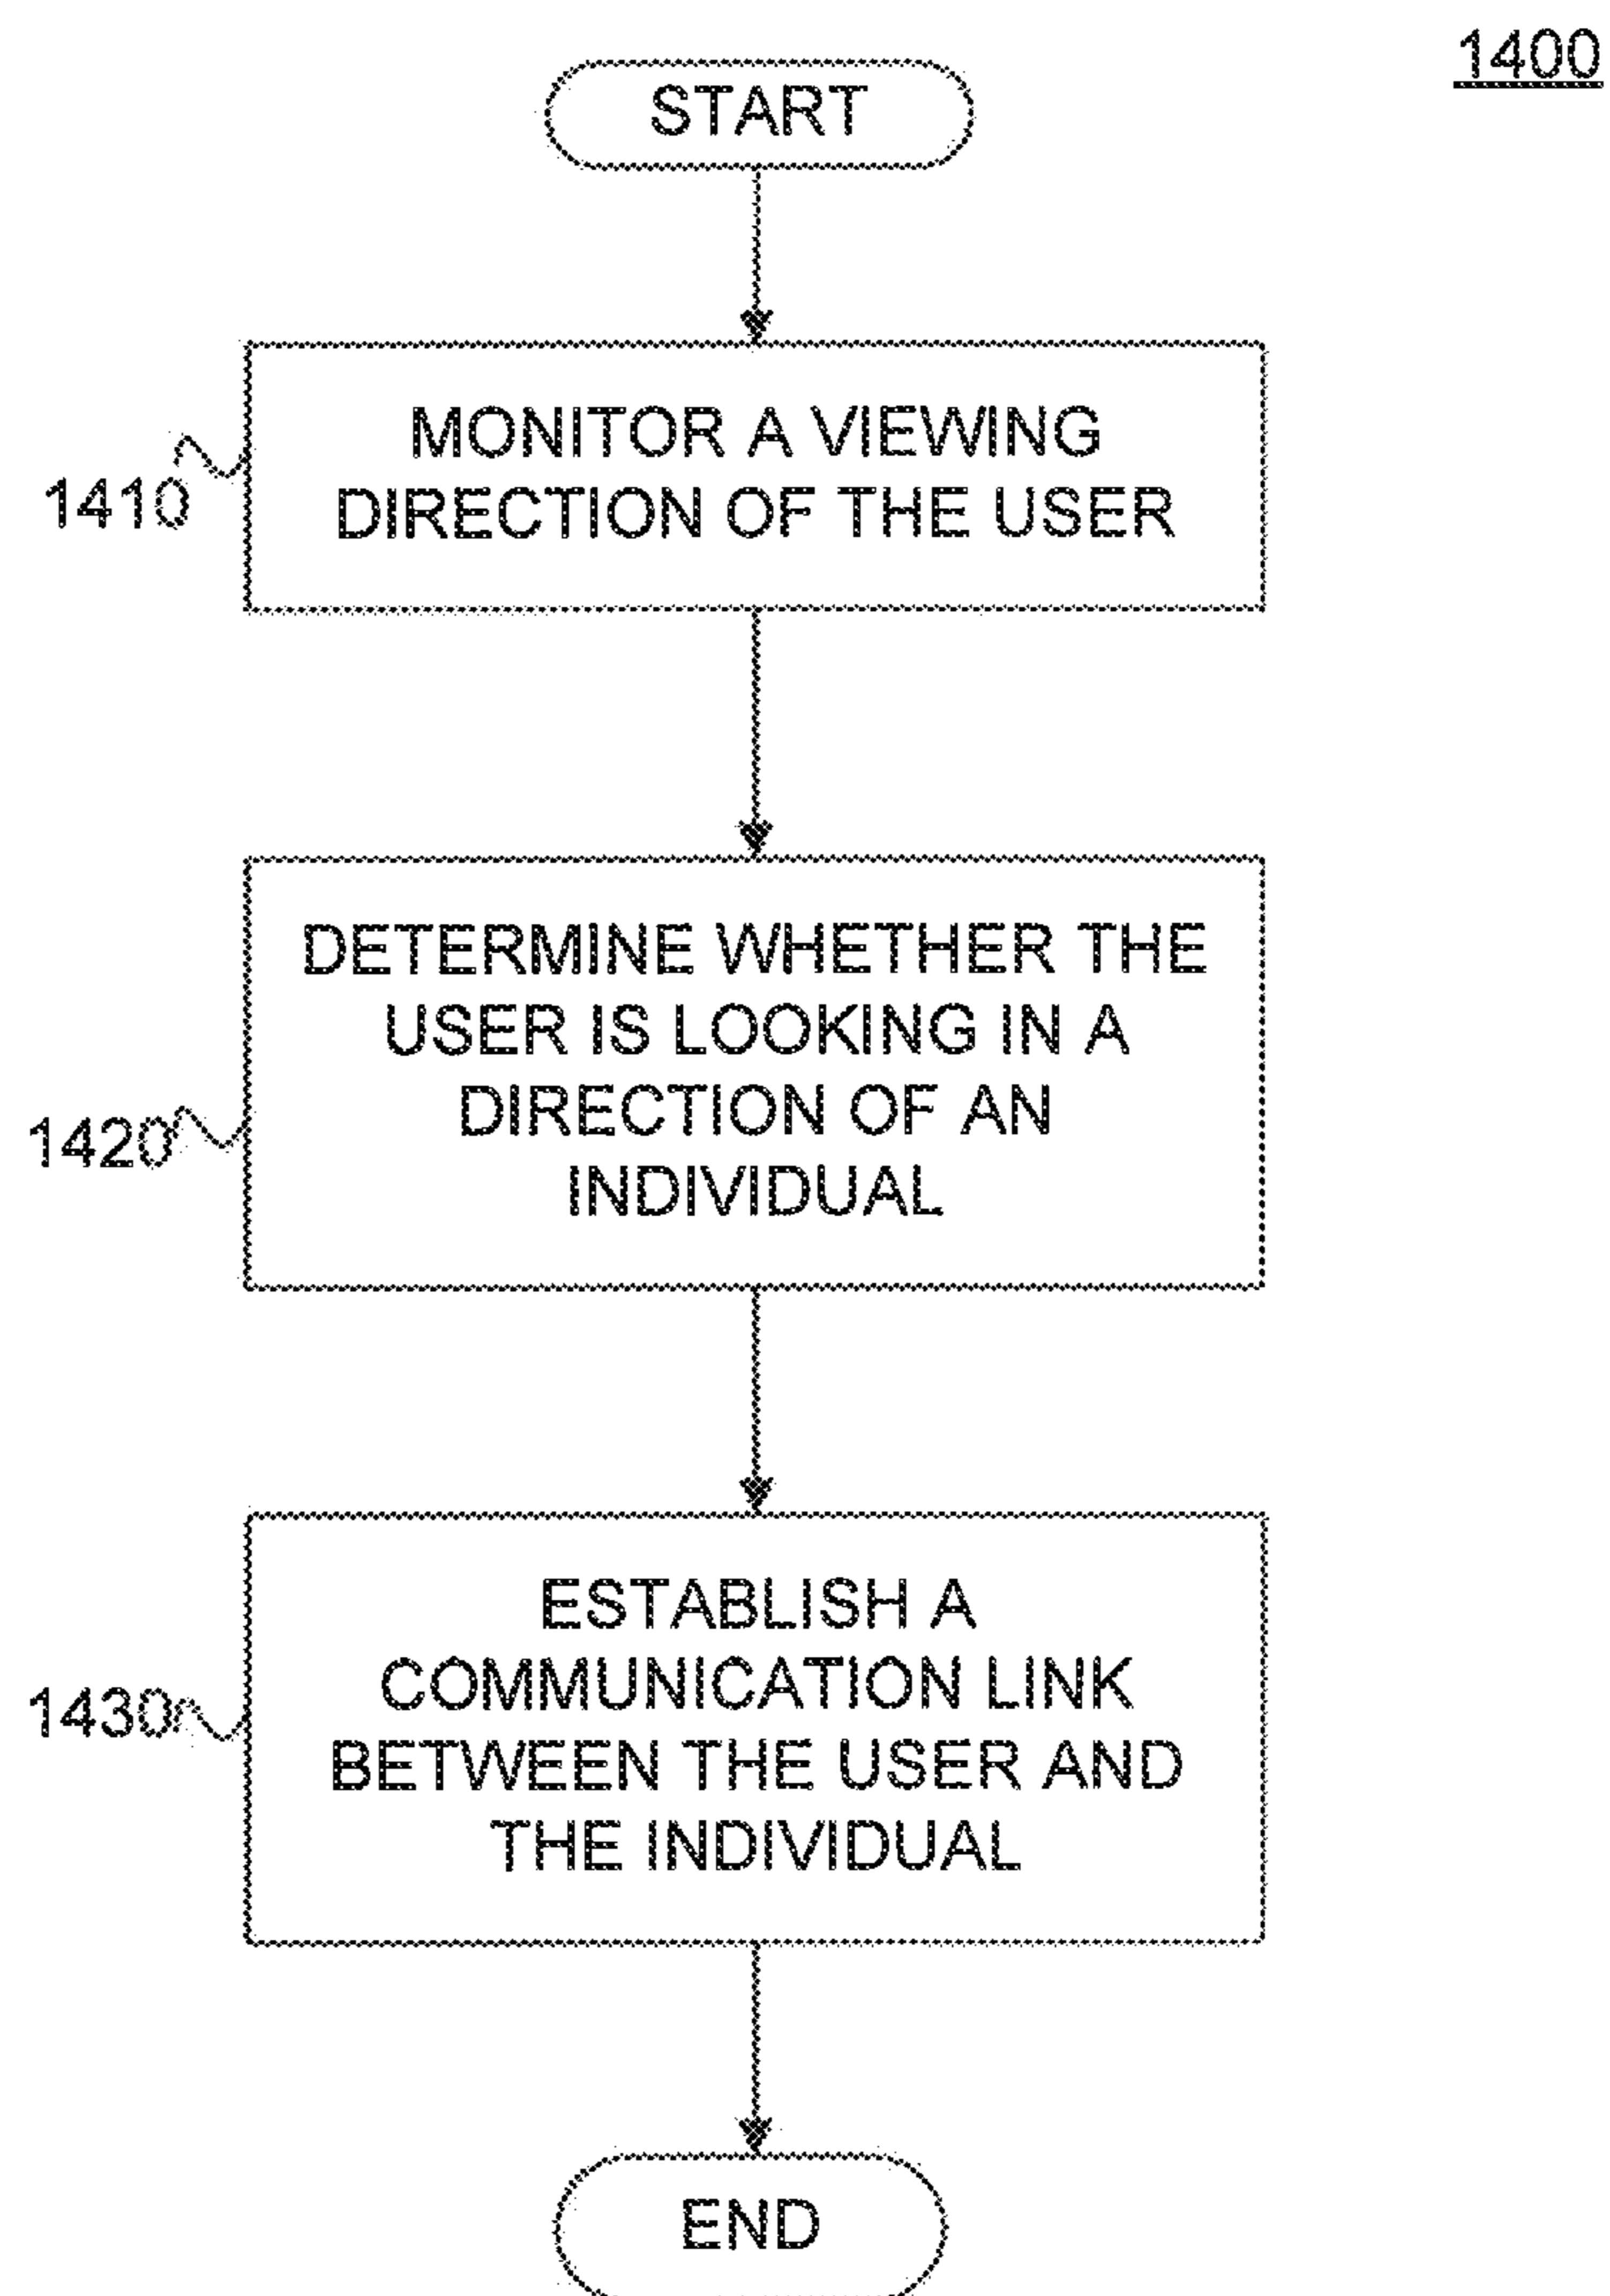 1400
START
MONITOR A VIEWING
DIRECTION OF THE USER
1410
DETERMINE WHETHER THE
USER IS LOOKING IN A
DIRECTION OF AN
INDIVIDUAL
1420
ESTABLISH A
COMMUNICATION LINK
BETWEEN THE USER AND
THE INDIVIDUAL
1430
END